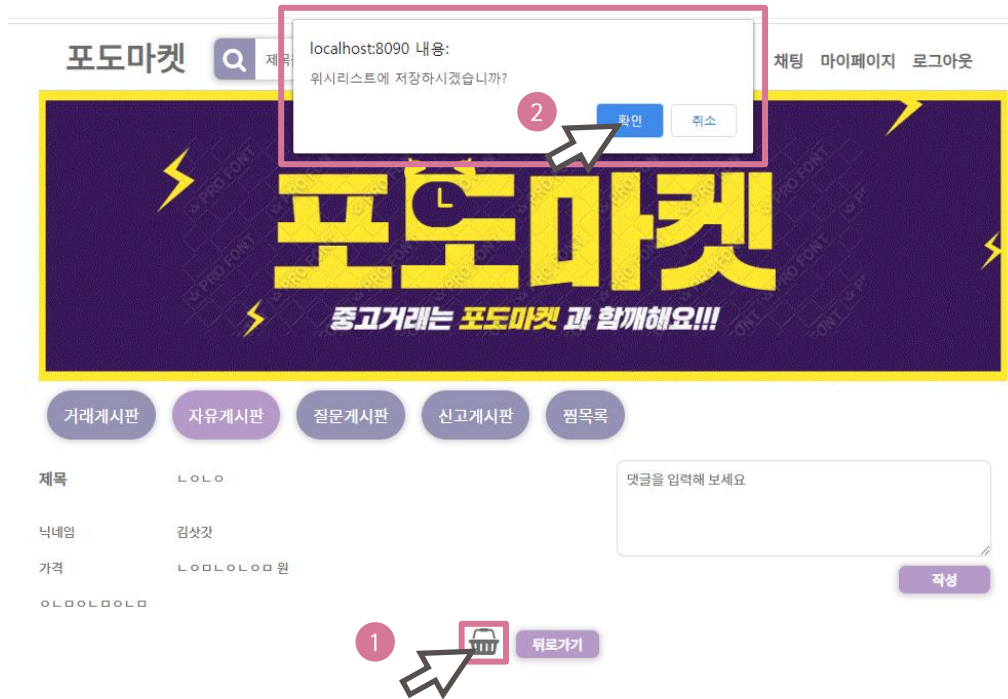 localhost:8090 내용:
위시리스트에 저장하시겠습니까?
2
확인 취소
포도마켓
채팅 마이페이지 로그아웃
포도마켓
중고거래는 포도마켓 과 함께해요!!!
거래게시판 자유게시판 질문게시판 신고게시판 찜목록
제목 ㄴㅇㄴㅇ
닉네임 김삿갓
가격 ㄴㅇㅁㄴㅇㄴㅇㅁ 원
ㅇㄴㅁㅇㄴㅁㅇㄴㅁ
댓글을 입력해 보세요
작성
1
뒤로가기